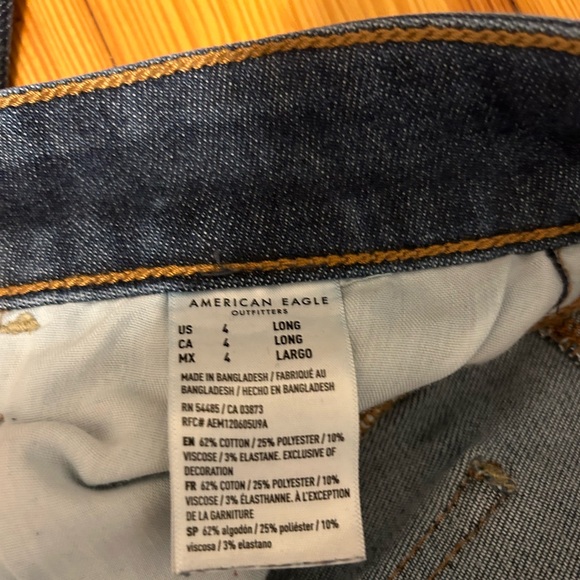 AMERICAN EAGLE
OUTFITTERS
US 4 LONG
CA 4 LONG
MX 4 LARGO
MADE IN BANGLADESH / FABRIQUÉ AU
BANGLADESH / HECHO EN BANGLADESH
RN 54485 / CA 03873
RFC# AEM120605U9A
EN 62% COTTON / 25% POLYESTER / 10%
VISCOSE / 3% ELASTANE. EXCLUSIVE OF
DECORATION
FR 62% COTON / 25% POLYESTER / 10%
VISCOSE / 3% ÉLASTHANNE. À L'EXCEPTION
DE LA GARNITURE
SP 62% algodón / 25% poliéster / 10%
viscosa / 3% elastano